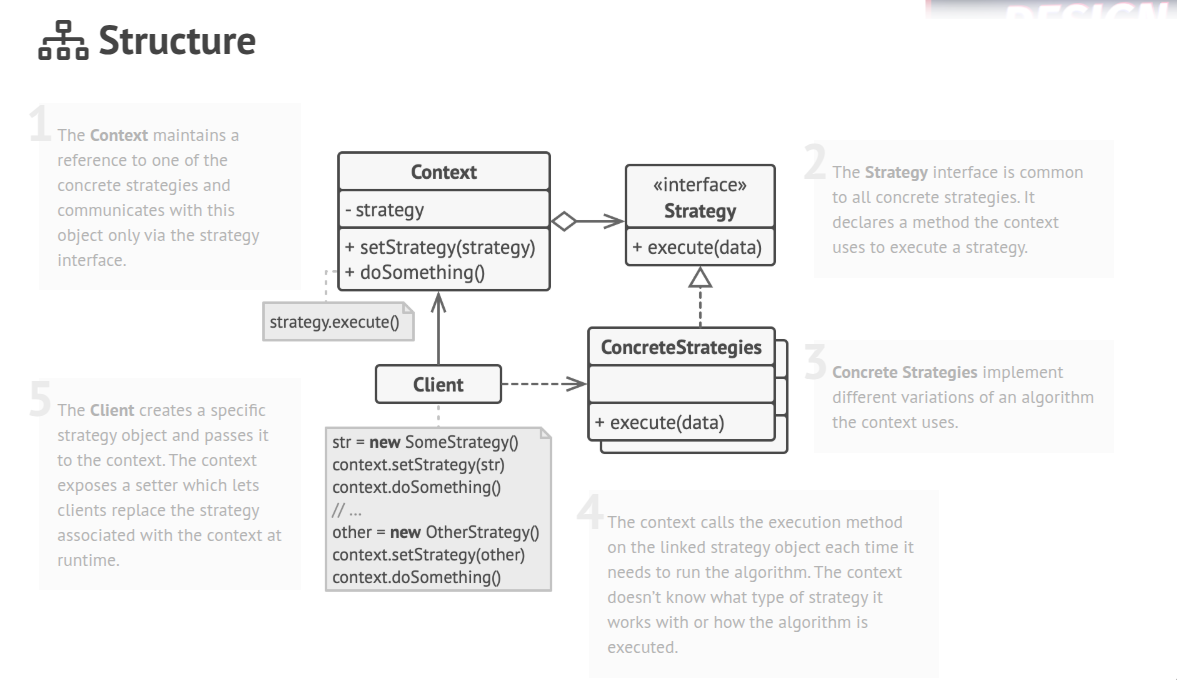 DESIGN
Structure
1
The Context maintains a
reference to one of the
concrete strategies and
communicates with this
object only via the strategy
interface.
Context
- strategy
+ setStrategy(strategy)
+ doSomething()
«interface»
Strategy
+ execute(data)
2
The Strategy interface is common
to all concrete strategies. It
declares a method the context
uses to execute a strategy.
strategy.execute()
ConcreteStrategies
+ execute(data)
3
Concrete Strategies implement
different variations of an algorithm
the context uses.
Client
5
The Client creates a specific
strategy object and passes it
to the context. The context
exposes a setter which lets
clients replace the strategy
associated with the context at
runtime.
str = new SomeStrategy()
context.setStrategy(str)
context.doSomething()
// ...
other = new OtherStrategy()
context.setStrategy(other)
context.doSomething()
4
The context calls the execution method
on the linked strategy object each time it
needs to run the algorithm. The context
doesn't know what type of strategy it
works with or how the algorithm is
executed.